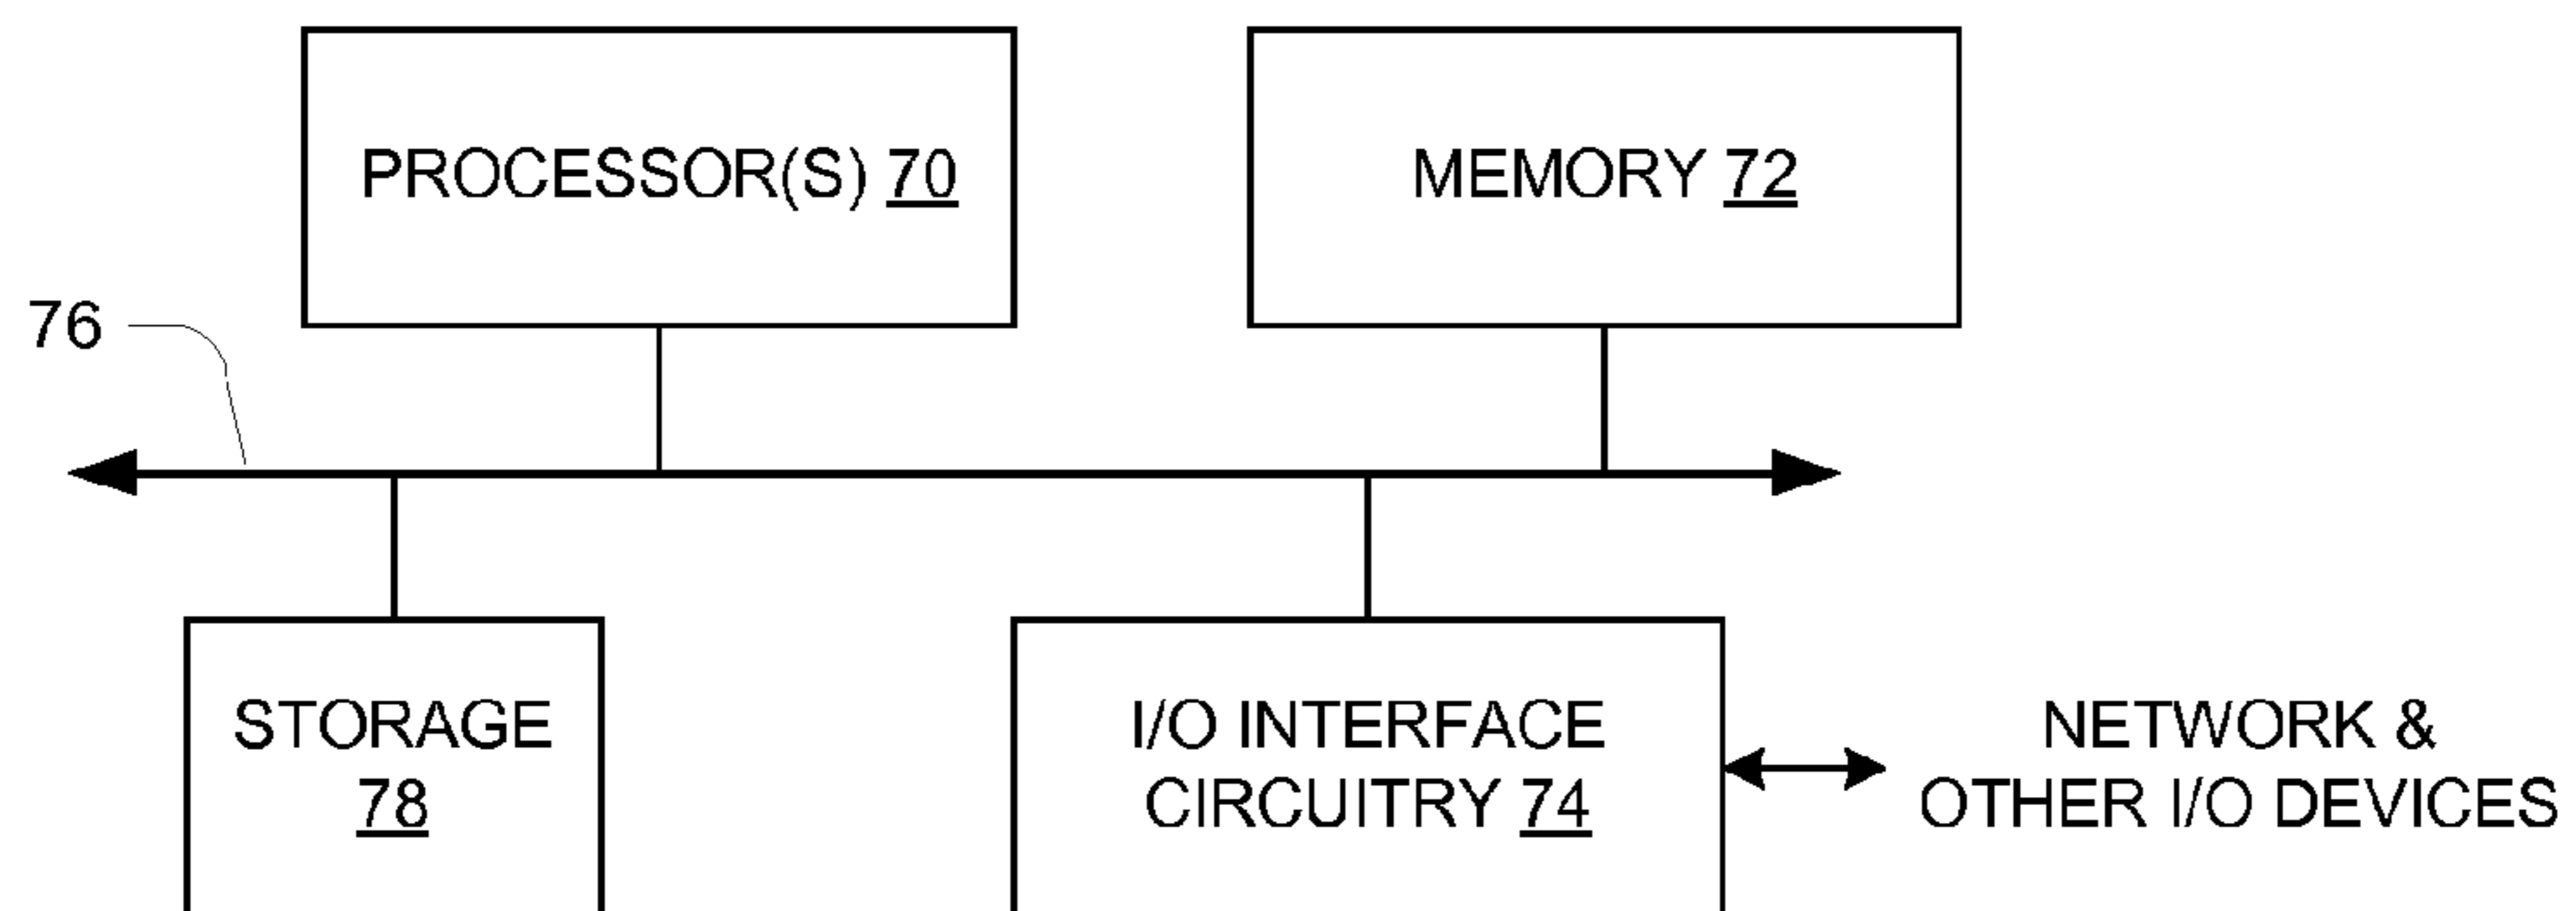 PROCESSOR(S) 70
MEMORY 72
76
STORAGE
78
I/O INTERFACE
CIRCUITRY 74
NETWORK &
OTHER I/O DEVICES